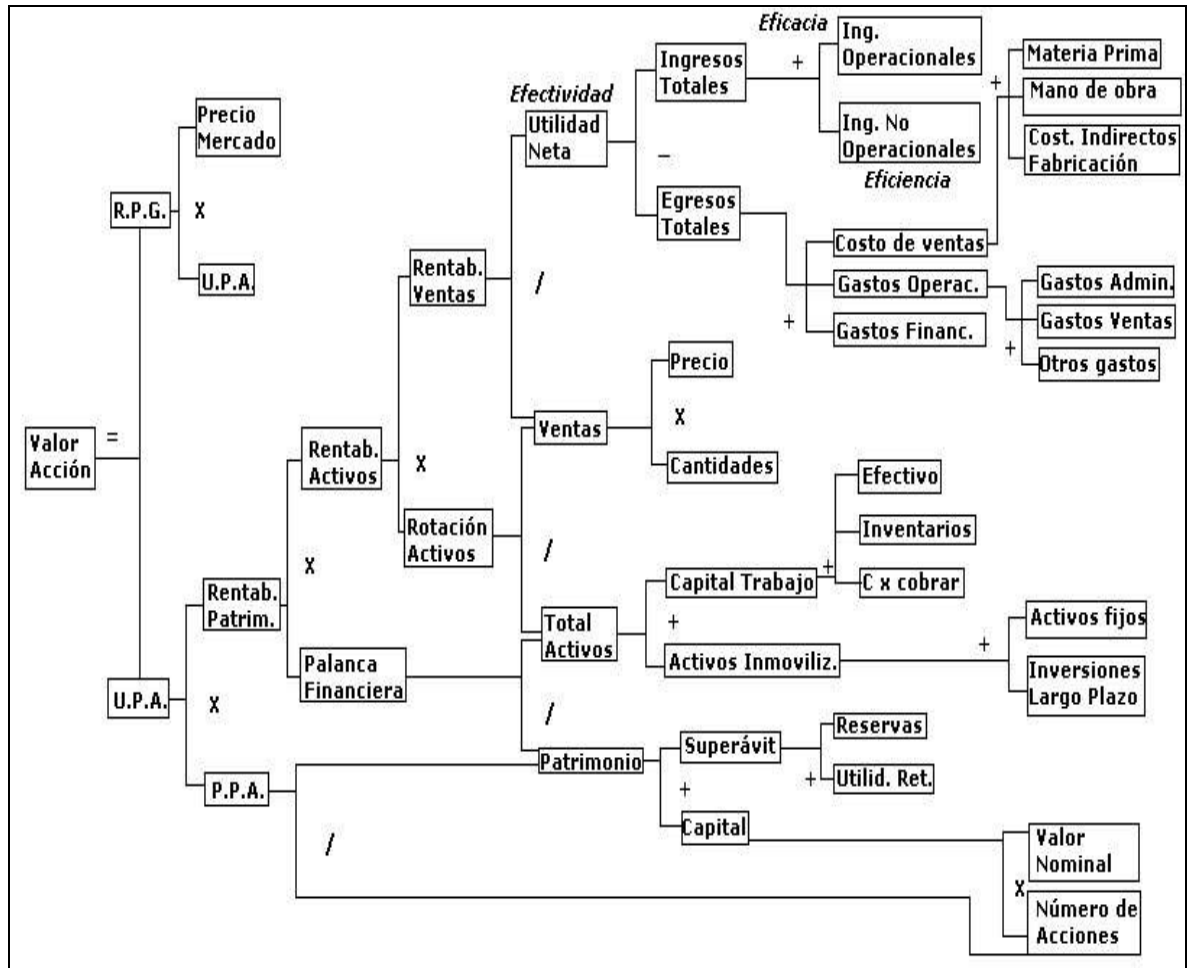 Eficacia
Ing.
Operacionales
Ingresos
Totales
+
+
Materia Prima
Mano de obra
Cost. Indirectos
Fabricación
Efectividad
Utilidad
Neta
Precio
Mercado
Ing. No
Operacionales
Eficiencia
–
R.P.G.
X
U.P.A.
Egresos
Totales
Costo de ventas
Gastos Operac.
Gastos Financ.
+
Gastos Admin.
Gastos Ventas
Otros gastos
+
Rentab.
Ventas
/
Precio
X
Cantidades
Ventas
Valor
Acción
=
Rentab.
Activos
X
Rotación
Activos
/
Efectivo
Inventarios
C x cobrar
+
Capital Trabajo
+
Activos Inmoviliz.
Total
Activos
Rentab.
Patrim.
X
Palanca
Financiera
/
+
Activos fijos
Inversiones
Largo Plazo
U.P.A.
X
P.P.A.
Patrimonio
Superávit
+
Capital
Reservas
+
Utilid. Ret.
/
Valor
Nominal
X
Número de
Acciones